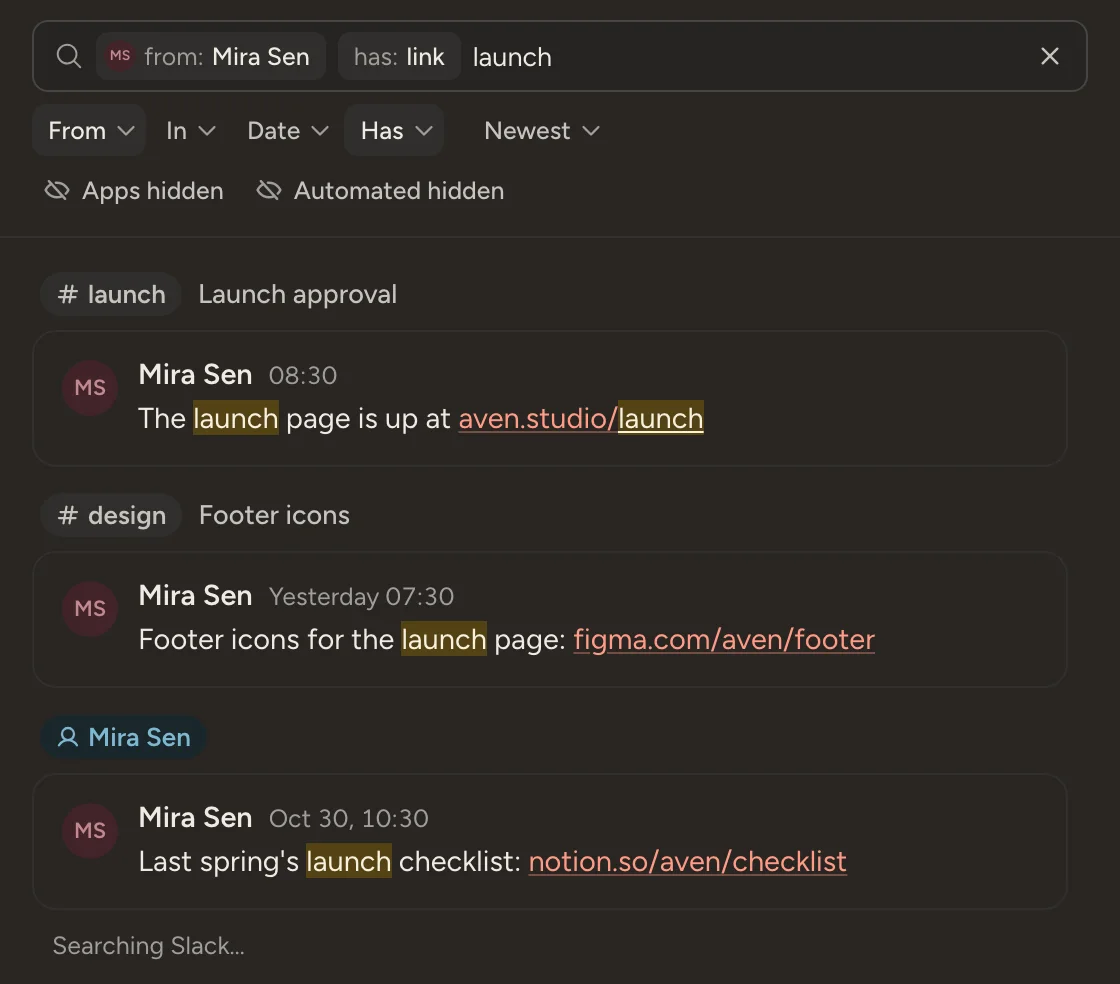 MS from: Mira Sen has: link launch
From In Date Has Newest
Apps hidden Automated hidden
# launch Launch approval
MS Mira Sen 08:30
The launch page is up at aven.studio/launch
# design Footer icons
MS Mira Sen Yesterday 07:30
Footer icons for the launch page: figma.com/aven/footer
Mira Sen
MS Mira Sen Oct 30, 10:30
Last spring's launch checklist: notion.so/aven/checklist
Searching Slack...